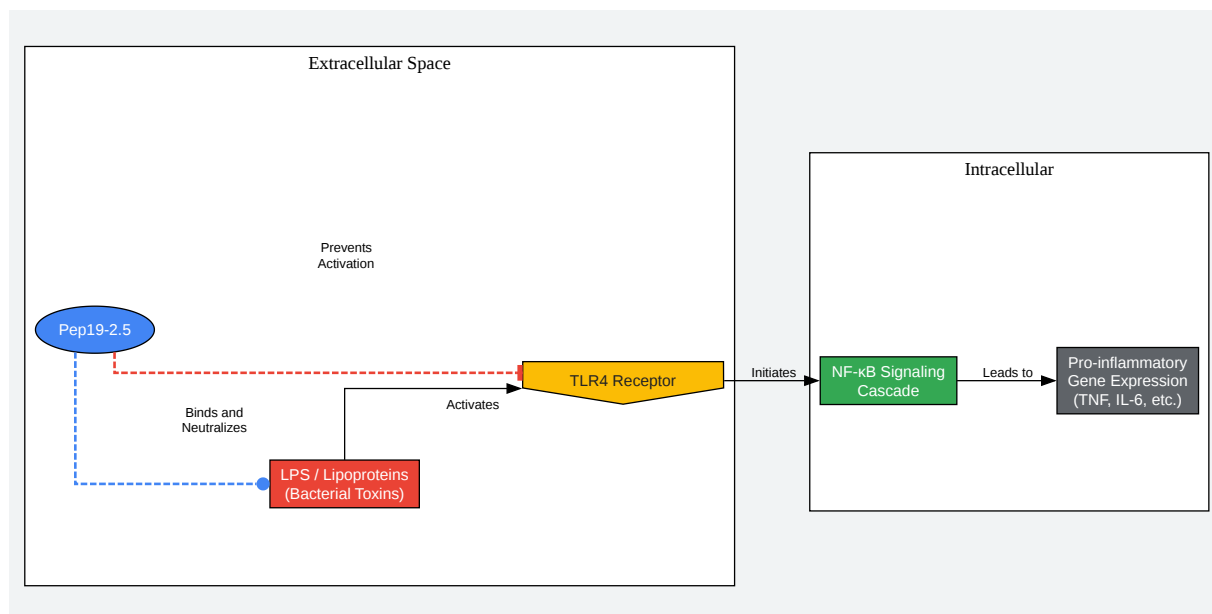 Extracellular Space
Intracellular
Prevents
Activation
Pep19-2.5
TLR4 Receptor
Initiates
NF-κB Signaling
Cascade
Leads to
Pro-inflammatory
Gene Expression
(TNF, IL-6, etc.)
Activates
Binds and
Neutralizes
LPS / Lipoproteins
(Bacterial Toxins)